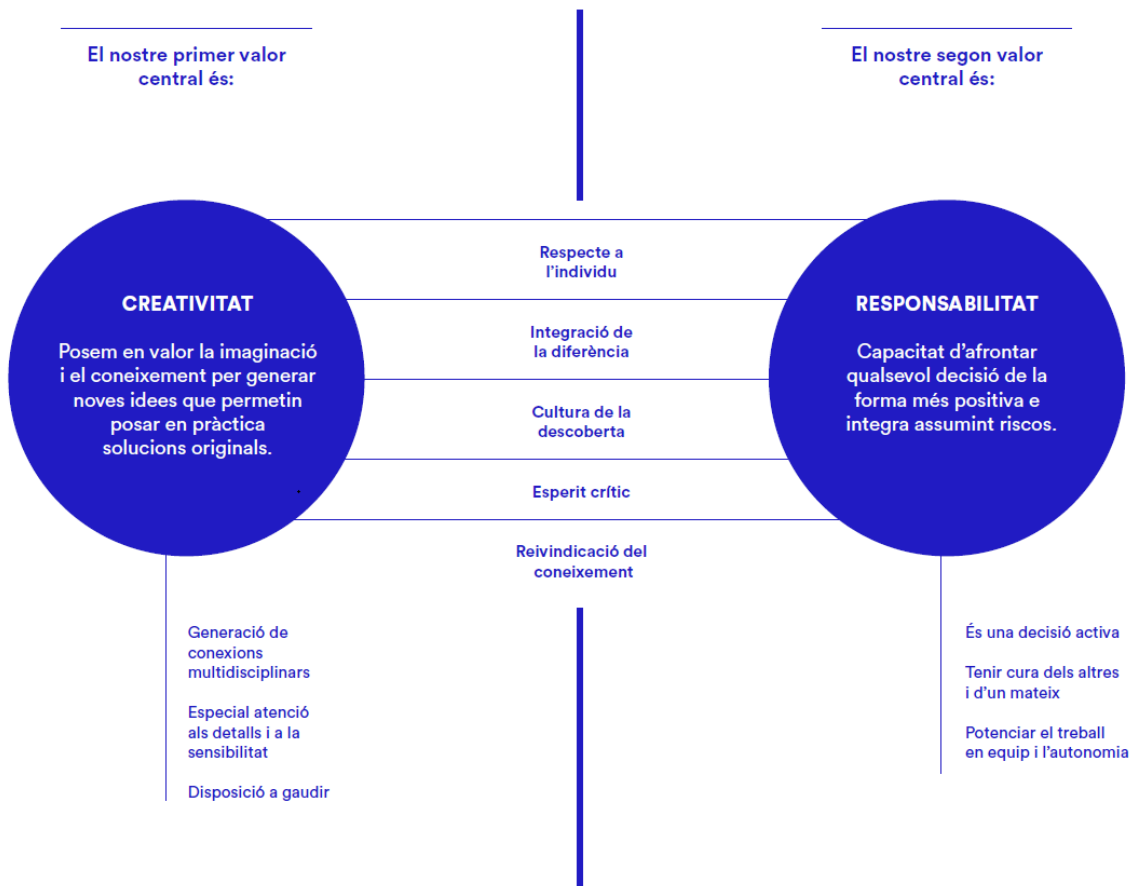 El nostre primer valor
central és:
El nostre segon valor
central és:
CREATIVITAT
Posem en valor la imaginació
i el coneixement per generar
noves idees que permetin
posar en pràctica
solucions originals.
Respecte a
l’individu
Integració de
la diferència
Cultura de la
descoberta
Esperit crític
Reivindicació del
coneixement
RESPONSABILITAT
Capacitat d’afrontar
qualsevol decisió de la
forma més positiva e
integra assumint riscos.
Generació de
conexions
multidisciplinars
Especial atenció
als detalls i a la
sensibilitat
Disposició a gaudir
És una decisió activa
Tenir cura dels altres
i d’un mateix
Potenciar el treball
en equip i l’autonomia